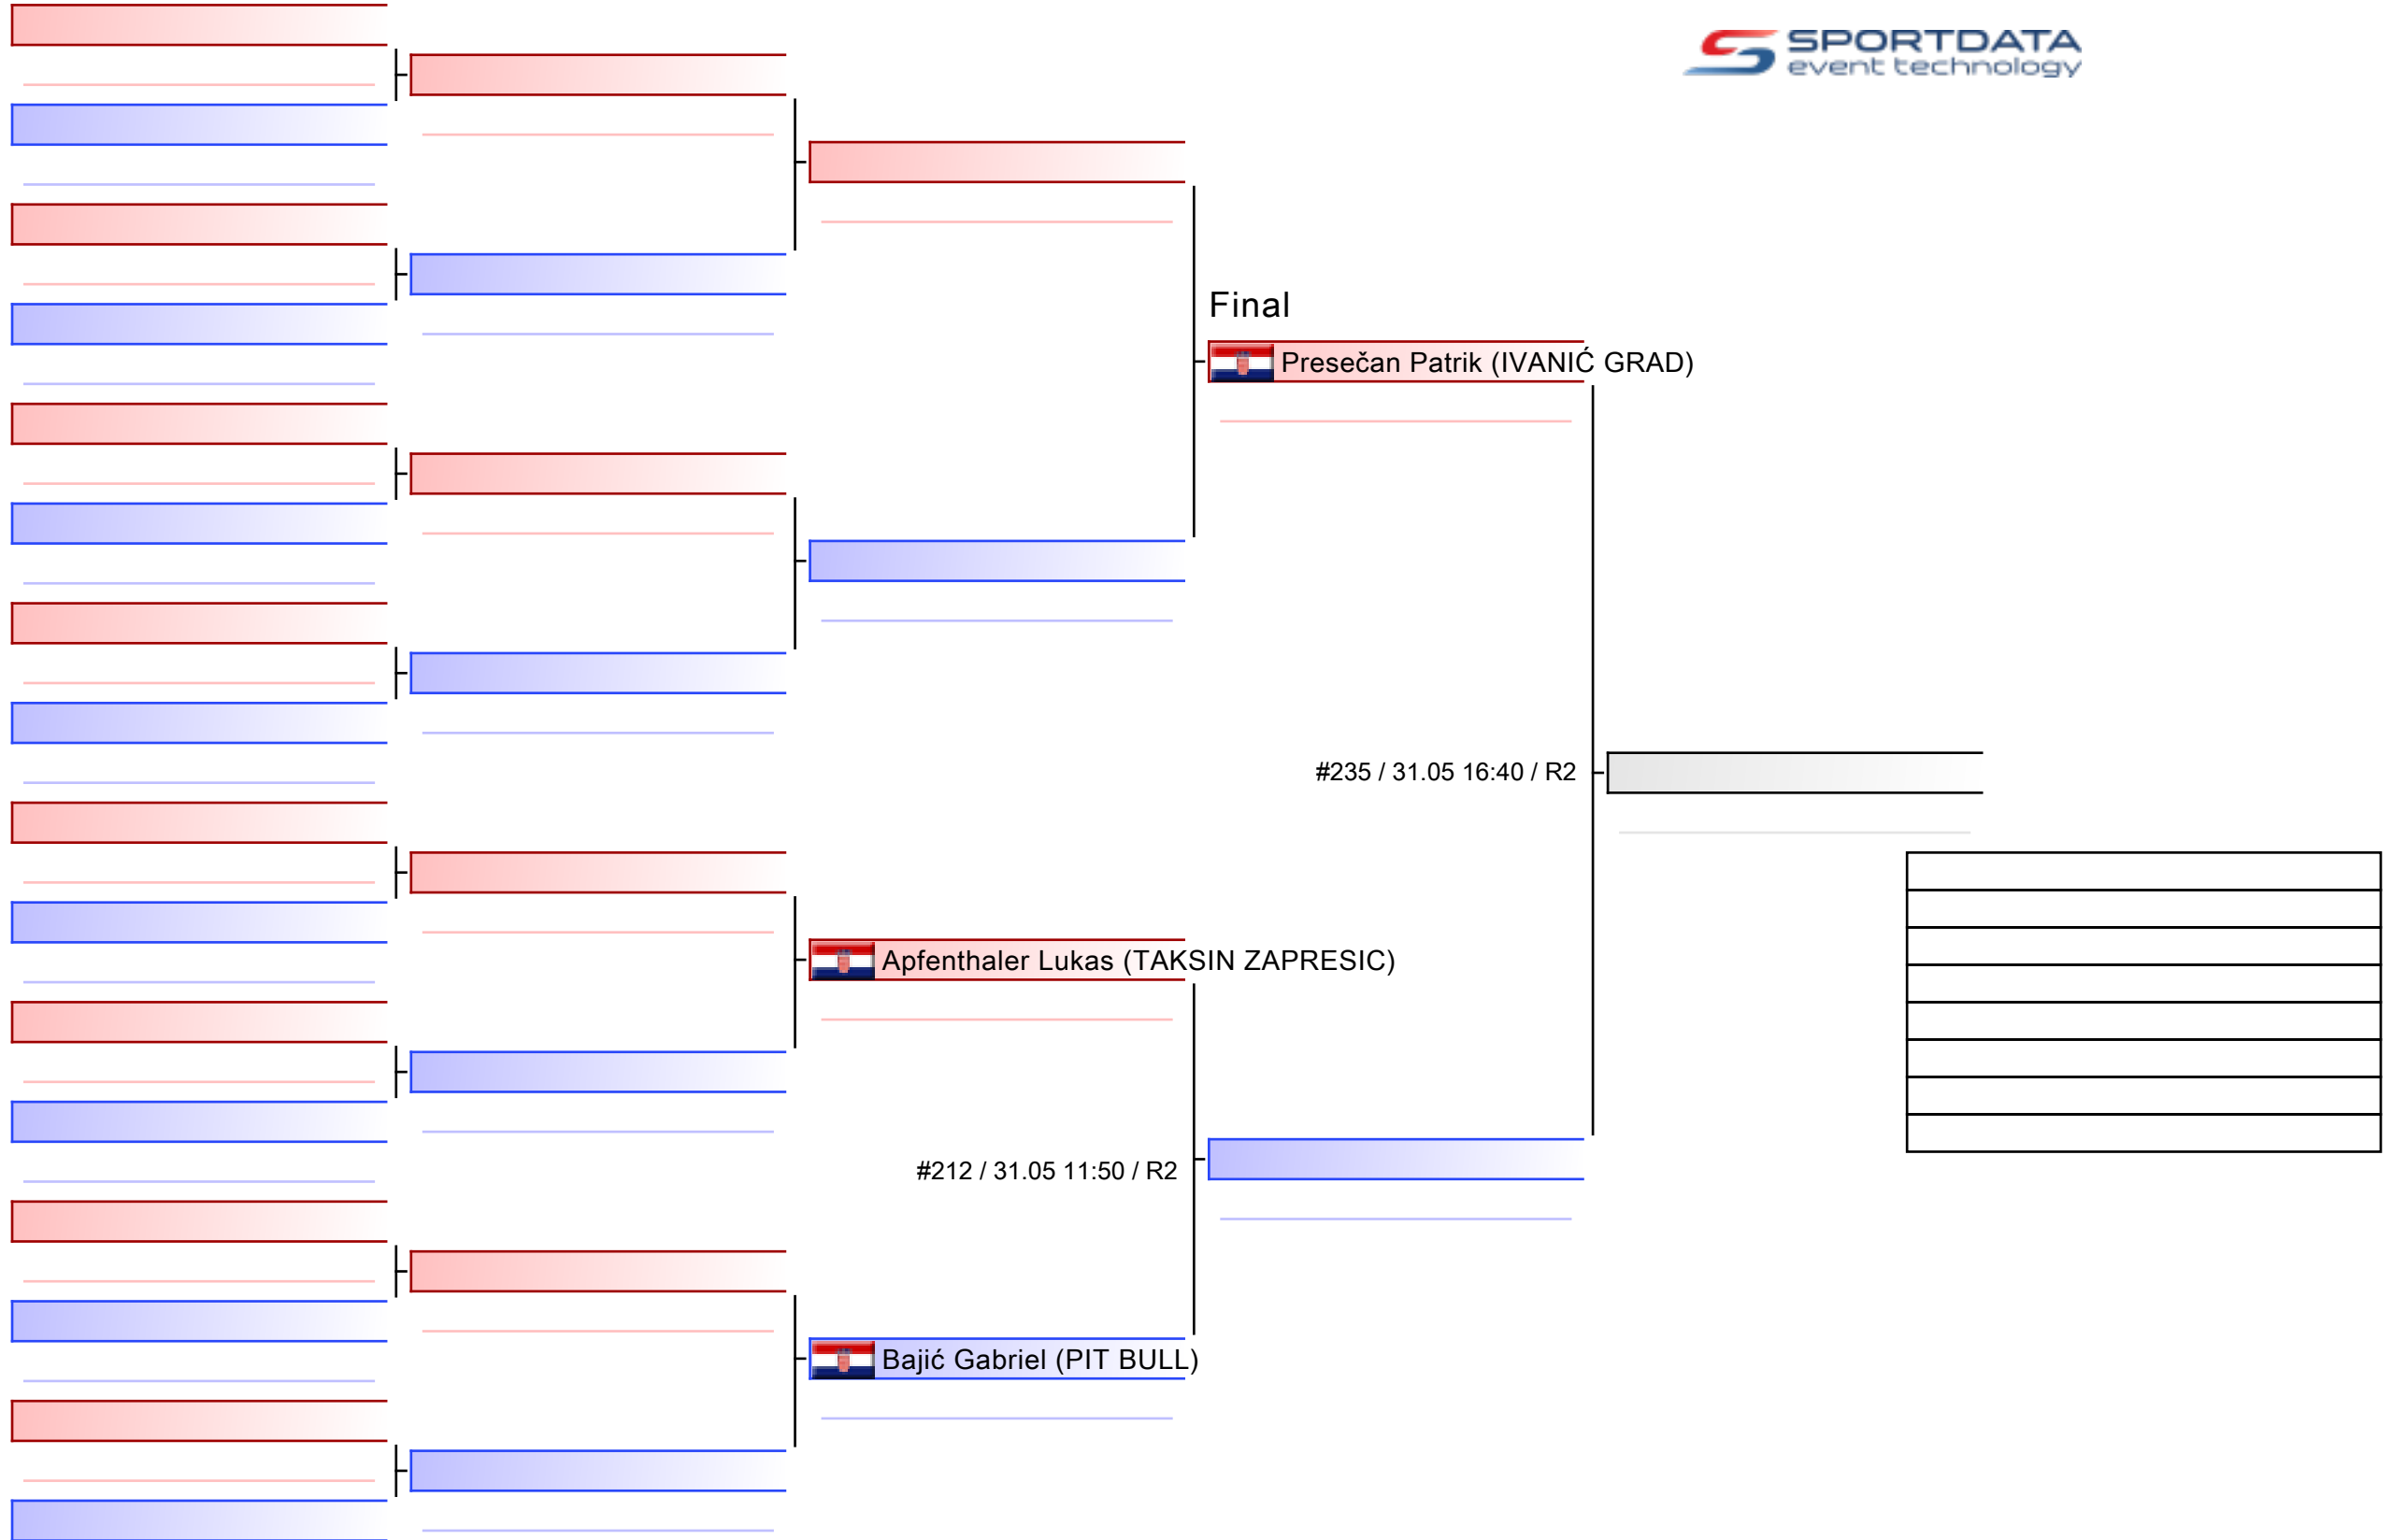 SPORTDATA
event technology
Final
Presečan Patrik (IVANIĆ GRAD)
#235 / 31.05 16:40 / R2
Apfenthaler Lukas (TAKSIN ZAPRESIC)
#212 / 31.05 11:50 / R2
Bajić Gabriel (PIT BULL)